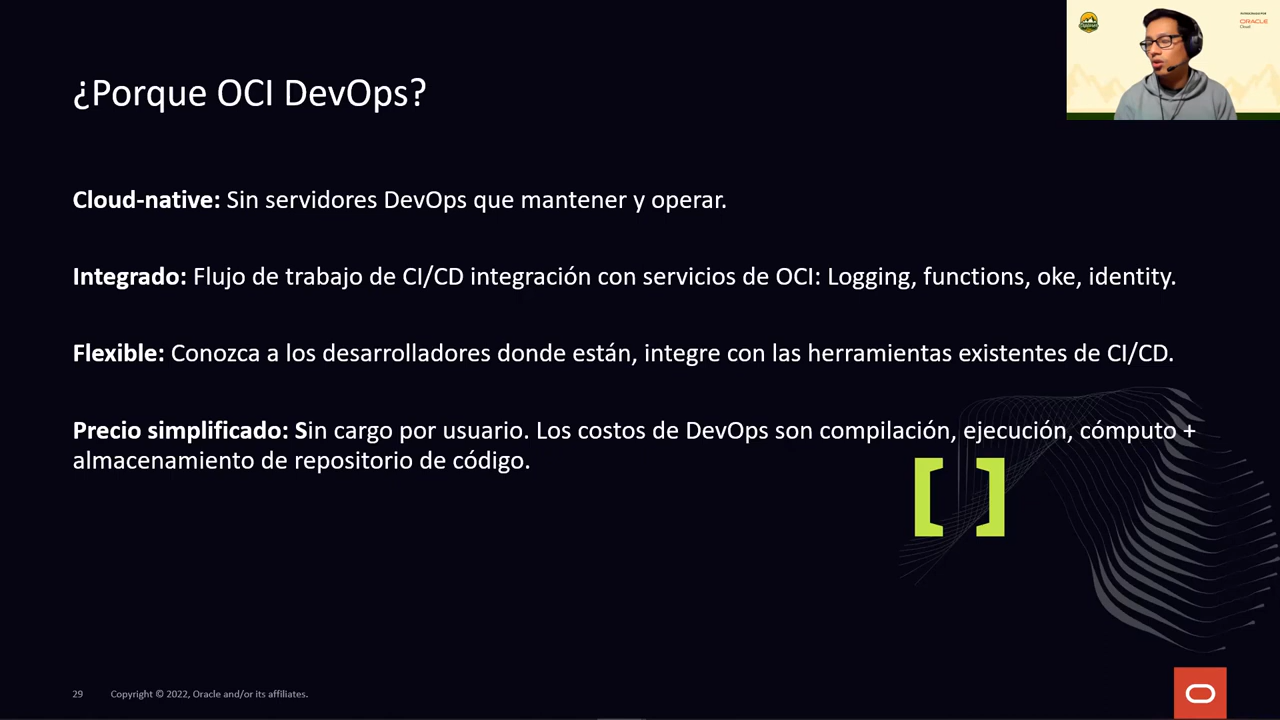 ¿Porque OCI DevOps?
Cloud-native: Sin servidores DevOps que mantener y operar.
Integrado: Flujo de trabajo de CI/CD integración con servicios de OCI: Logging, functions, oke, identity.
Flexible: Conozca a los desarrolladores donde están, integre con las herramientas existentes de CI/CD.
Precio simplificado: Sin cargo por usuario. Los costos de DevOps son compilación, ejecución, cómputo +
almacenamiento de repositorio de código.
[ ]
29 Copyright © 2022, Oracle and/or its affiliates.
ORACLE
Cloud